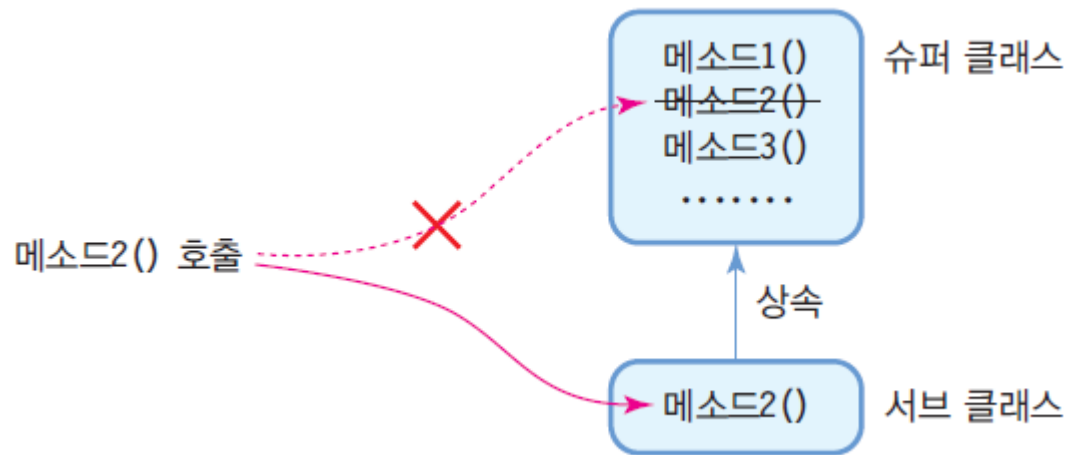 메소드1()
슈퍼 클래스
메소드2()
메소드3()
.......
메소드2() 호출
상속
메소드2()
서브 클래스